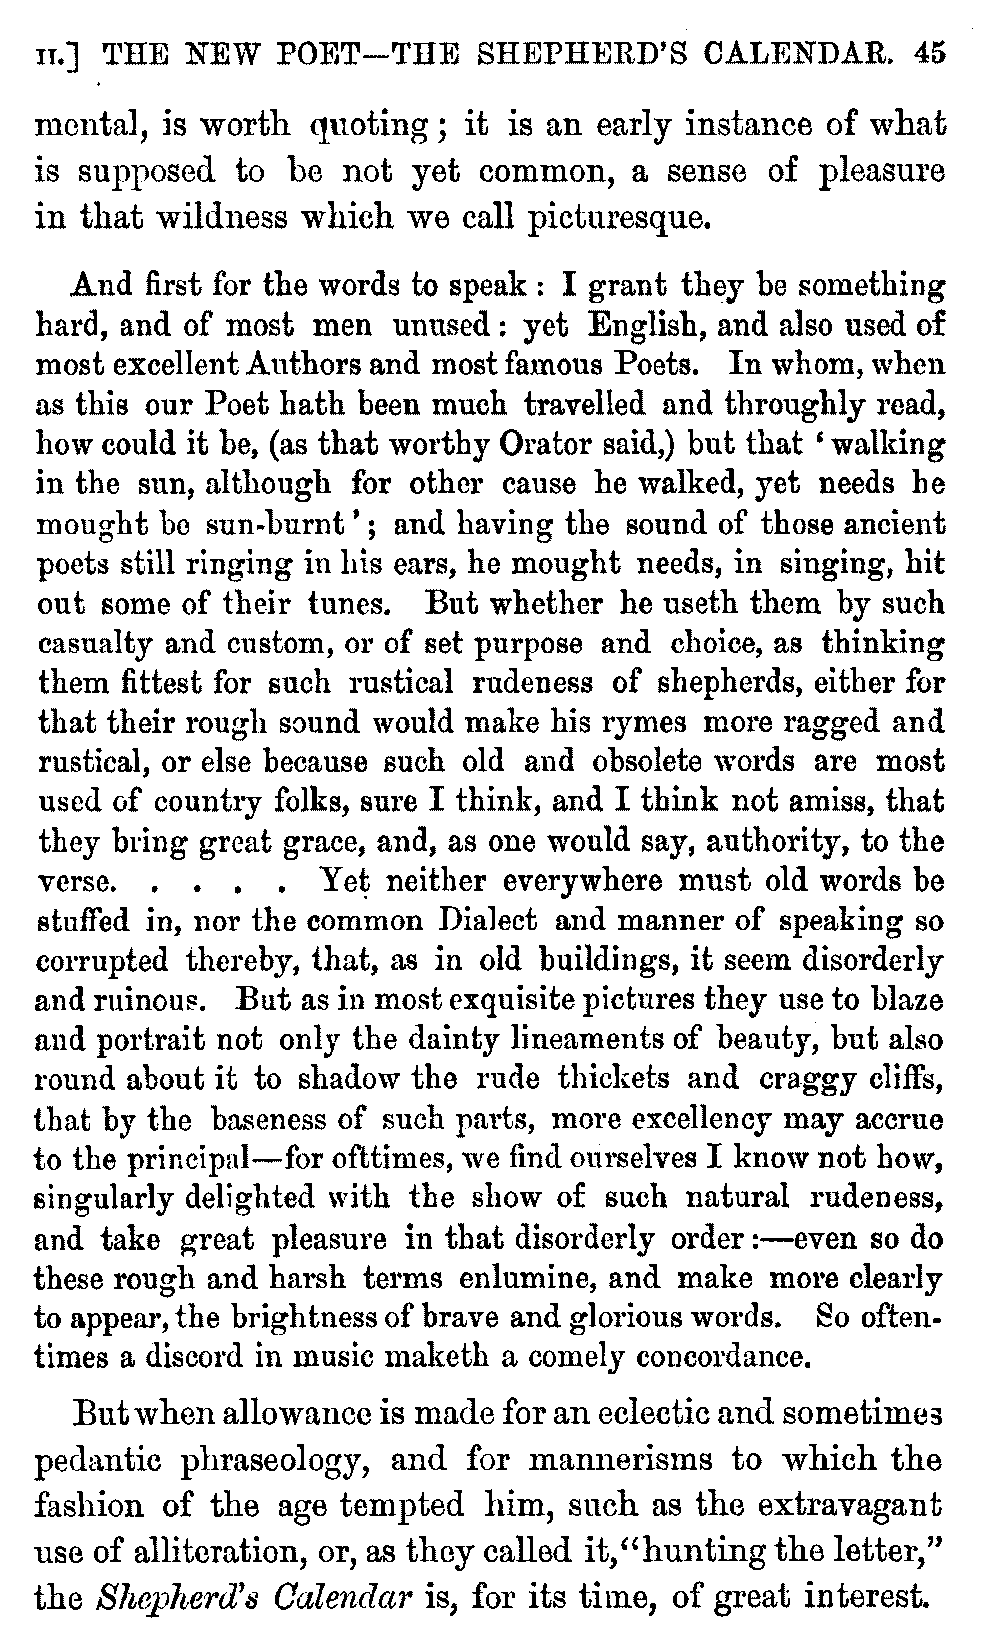 II.] THE NEW POET—THE SHEPHERD'S CALENDAR. 45
mental, is worth quoting; it is an early instance of what
is supposed to be not yet common, a sense of pleasure
in that wildness which we call picturesque.
And first for the words to speak: I grant they be something
hard, and of most men unused: yet English, and also used of
most excellent Authors and most famous Poets. In whom, when
as this our Poet hath been much travelled and throughly read,
how could it be, (as that worthy Orator said,) but that 'walking
in the sun, although for other cause he walked, yet needs he
mought be sun-burnt'; and having the sound of those ancient
poets still ringing in his ears, he mought needs, in singing, hit
out some of their tunes. But whether he useth them by such
casualty and custom, or of set purpose and choice, as thinking
them fittest for such rustical rudeness of shepherds, either for
that their rough sound would make his rymes more ragged and
rustical, or else because such old and obsolete words are most
used of country folks, sure I think, and I think not amiss, that
they bring great grace, and, as one would say, authority, to the
verse. . . . . Yet neither everywhere must old words be
stuffed in, nor the common Dialect and manner of speaking so
corrupted thereby, that, as in old buildings, it seem disorderly
and ruinous. But as in most exquisite pictures they use to blaze
and portrait not only the dainty lineaments of beauty, but also
round about it to shadow the rude thickets and craggy cliffs,
that by the baseness of such parts, more excellency may accrue
to the principal—for ofttimes, we find ourselves I know not how,
singularly delighted with the show of such natural rudeness,
and take great pleasure in that disorderly order:—even so do
these rough and harsh terms enlumine, and make more clearly
to appear, the brightness of brave and glorious words. So often-
times a discord in music maketh a comely concordance.
But when allowance is made for an eclectic and sometimes
pedantic phraseology, and for mannerisms to which the
fashion of the age tempted him, such as the extravagant
use of alliteration, or, as they called it, "hunting the letter,"
the Shepherd's Calendar is, for its time, of great interest.